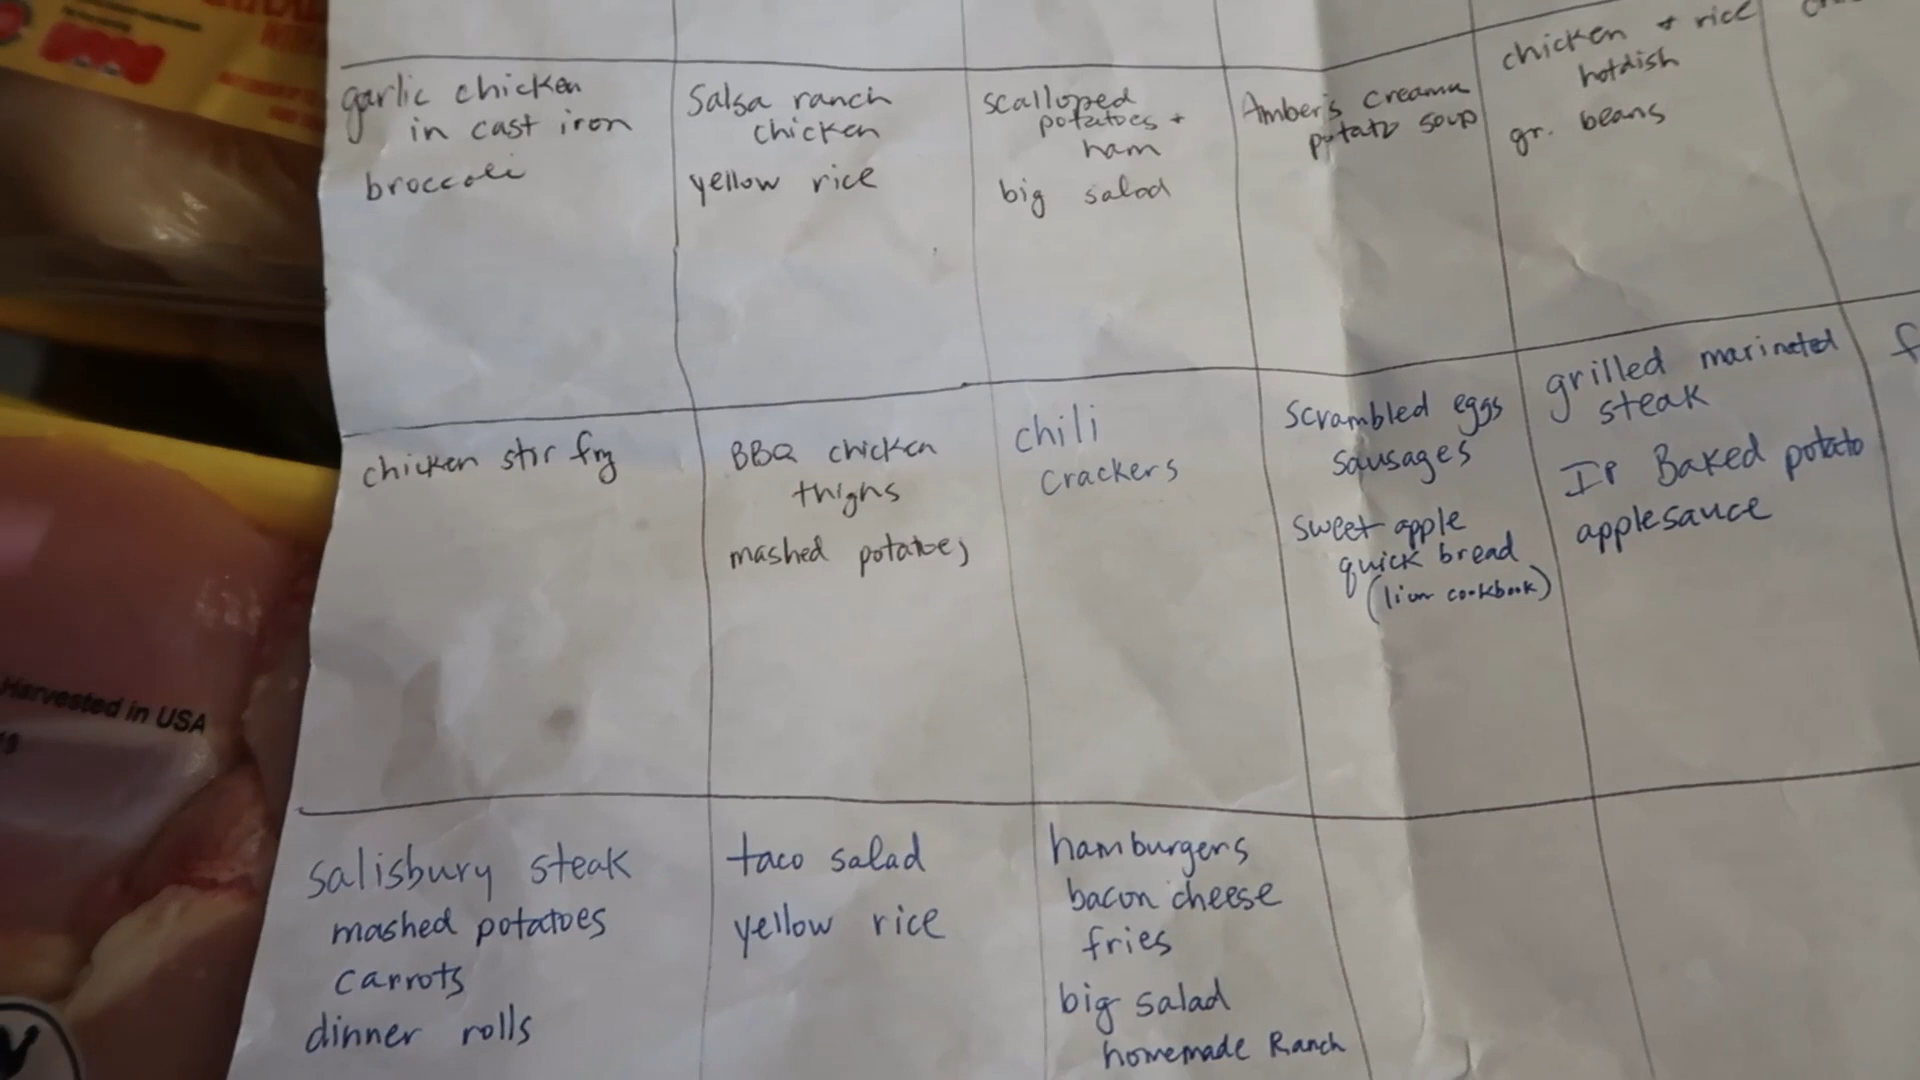 garlic chicken
in cast iron
broccoli
Salsa ranch
chicken
yellow rice
scalloped
potatoes +
ham
big salad
Amber's creamy
potato soup
chicken + rice
hotdish
gr. beans
chicken stir fry
BBQ chicken
thighs
mashed potatoes
chili
crackers
Scrambled eggs
sausages
sweet apple
quick bread
(lion cookbook)
grilled marinated
steak
IP Baked potato
applesauce
salisbury steak
mashed potatoes
carrots
dinner rolls
taco salad
yellow rice
hamburgers
bacon cheese
fries
big salad
homemade Ranch
Harvested in USA